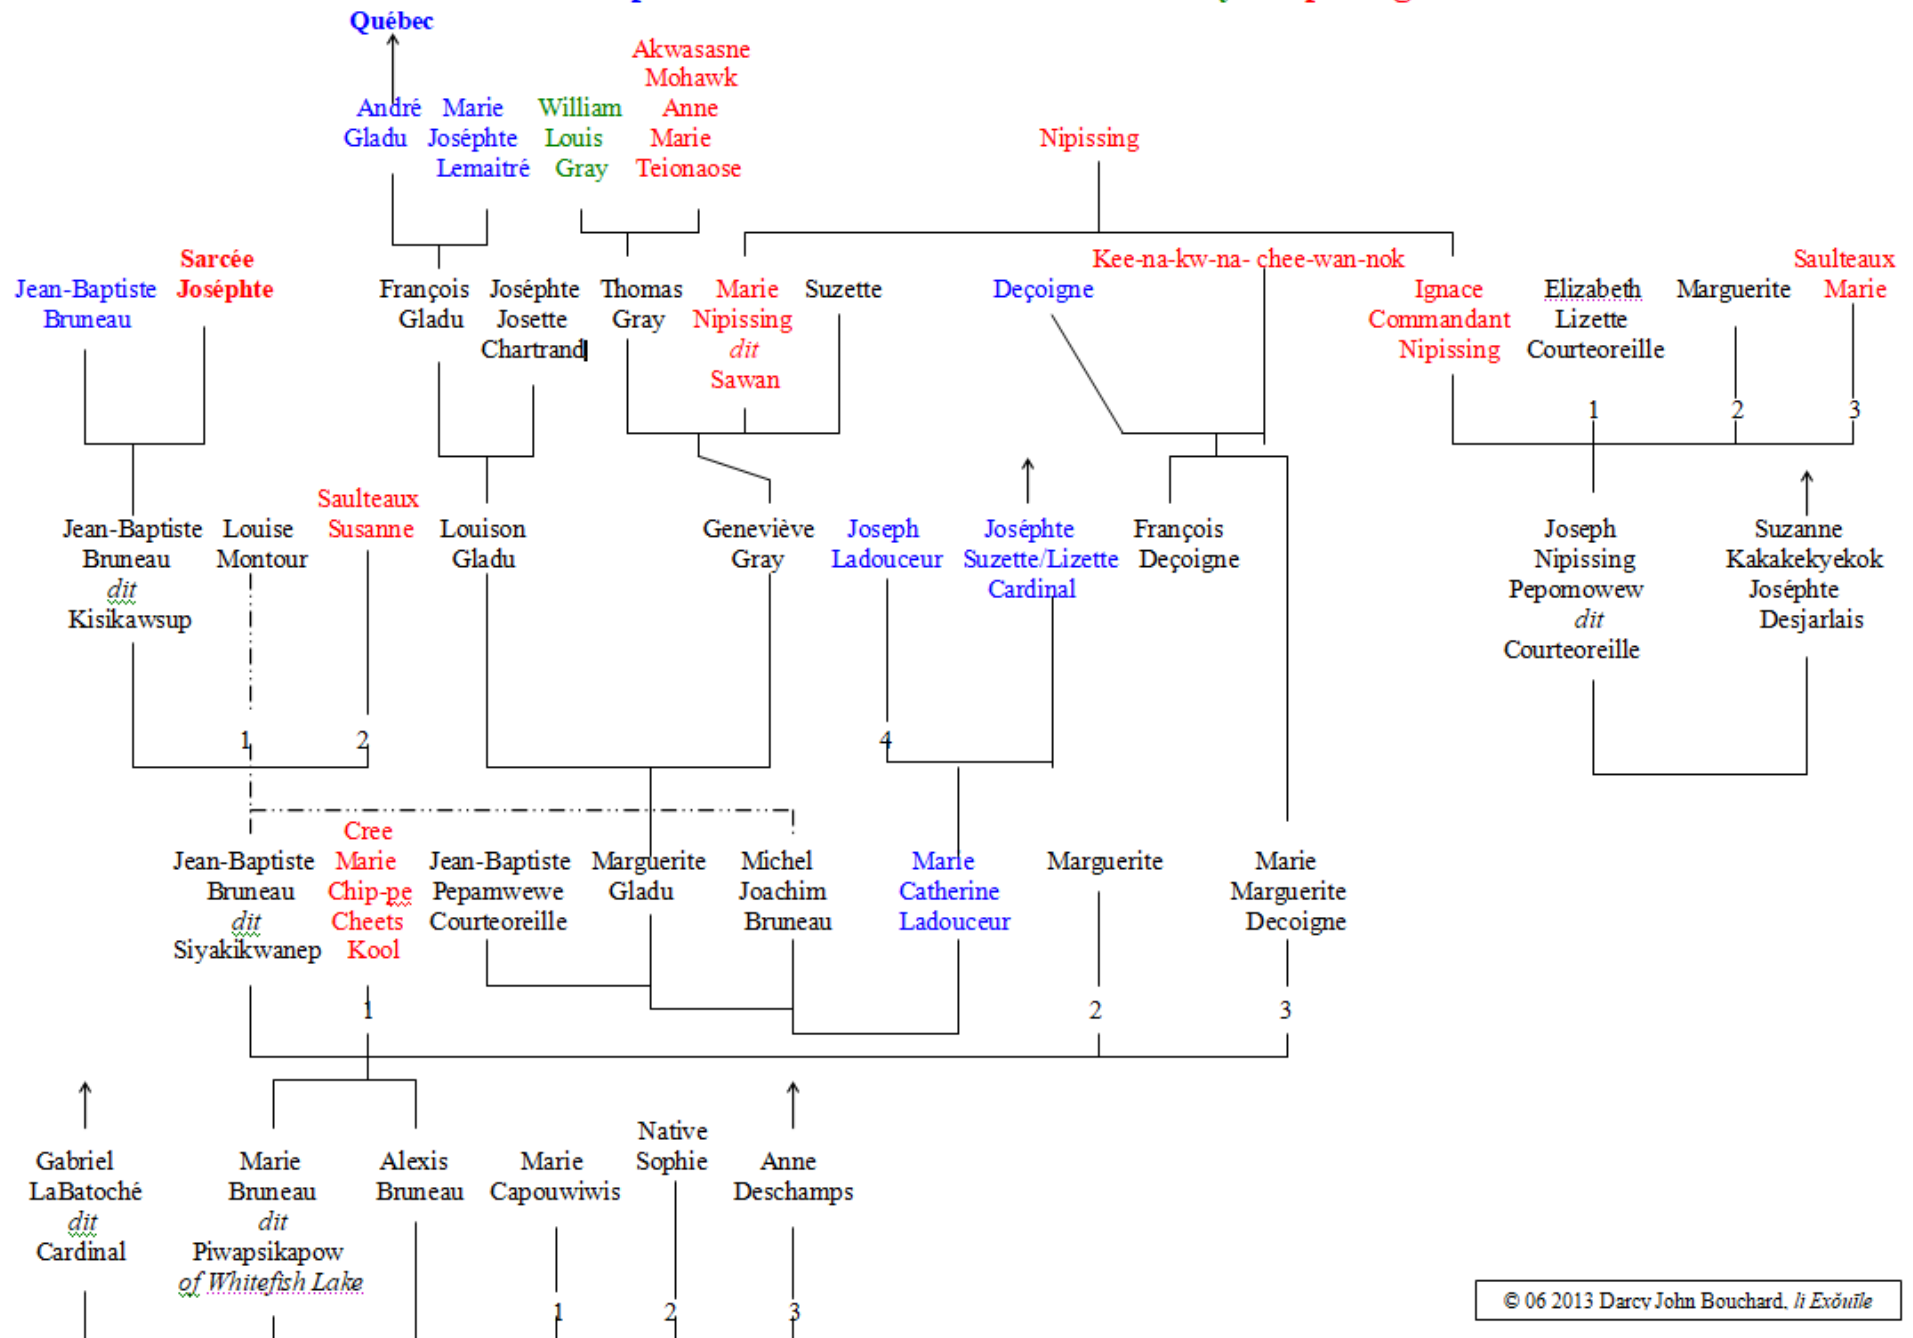 Québec
André
Gladu
Marie
Joséphte
Lemaitré
William
Louis
Gray
Akwasasne
Mohawk
Anne
Marie
Teionaose
Nipissing
Jean-Baptiste
Bruneau
Sarcée
Joséphte
François
Gladu
Joséphte
Josette
Chartrand
Thomas
Gray
Marie
Nipissing
dit
Sawan
Suzette
Deçoigne
Kee-na-kw-na- chee-wan-nok
Ignace
Commandant
Nipissing
Elizabeth
Lizette
Courteoreille
1
Marguerite
2
Saulteaux
Marie
3
Jean-Baptiste
Bruneau
dit
Kisikawsup
Louise
Montour
1
Saulteaux
Susanne
2
Louison
Gladu
Geneviève
Gray
Joseph
Ladouceur
4
Joséphte
Suzette/Lizette
Cardinal
François
Deçoigne
Joseph
Nipissing
Pepomowew
dit
Courteoreille
Suzanne
Kakakekyekok
Joséphte
Desjarlais
Jean-Baptiste
Bruneau
dit
Siyakikwanep
Cree
Marie
Chip-pe
Cheets
Kool
1
Jean-Baptiste
Pepamwewe
Courteoreille
Marguerite
Gladu
Michel
Joachim
Bruneau
Marie
Catherine
Ladouceur
Marguerite
2
Marie
Marguerite
Decoigne
3
Gabriel
LaBatoché
dit
Cardinal
Marie
Bruneau
dit
Piwapsikapow
of Whitefish Lake
Alexis
Bruneau
Marie
Capouwiwis
1
Native
Sophie
2
Anne
Deschamps
3
© 06 2013 Darcy John Bouchard, li Exŏuīle